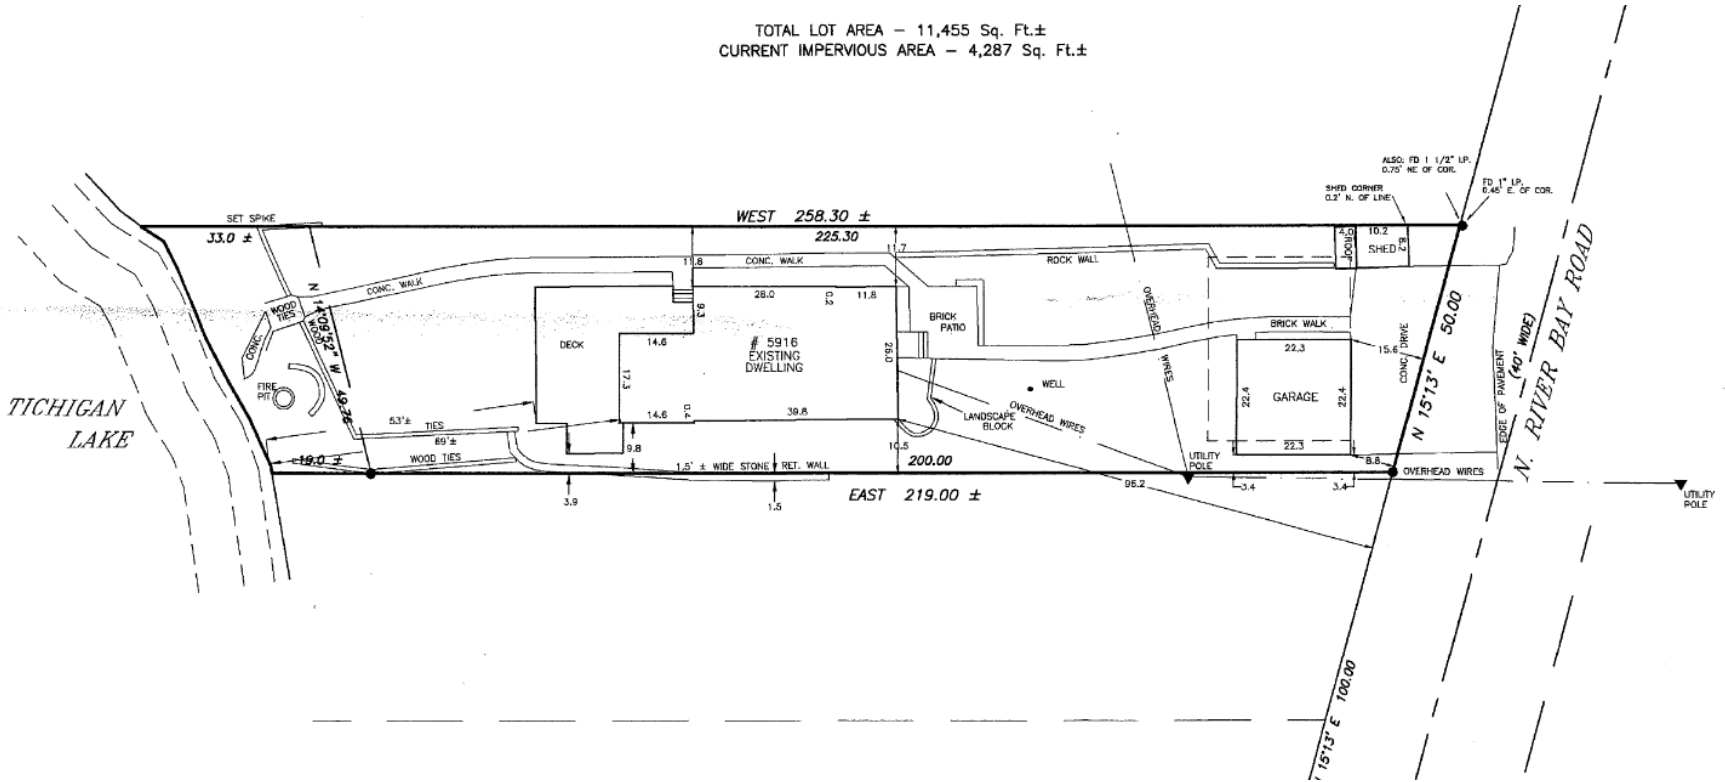 TOTAL LOT AREA – 11,455 Sq. Ft.±
CURRENT IMPERVIOUS AREA – 4,287 Sq. Ft.±
ALSO: FD 1 1/2" I.P.
0.75' NE OF COR.
FD 1" I.P.
0.45' E. OF COR.
SHED CORNER
0.2' N. OF LINE
SET SPIKE
WEST 258.30 ±
33.0 ±
225.30
4.0
10.2
ROOF
SHED
8.2
11.8
11.7
CONC. WALK
ROCK WALL
CONC. WALK
N 14°09'52" W 49.76
WOOD
TIES
WOOD
CONC.
28.0
0.2
11.8
9.3
BRICK
PATIO
OVERHEAD
WIRES
BRICK WALK
DECK
14.6
# 5916
EXISTING
DWELLING
26.0
22.3
15.6
CONC. DRIVE
N 15°13' E 50.00
EDGE OF PAVEMENT
(40' WIDE)
N. RIVER BAY ROAD
17.3
WELL
FIRE
PIT
22.4
GARAGE
22.4
TICHIGAN
LAKE
OVERHEAD WIRES
LANDSCAPE
BLOCK
53'±
TIES
14.6
0.4
39.8
69'±
9.8
10.5
22.3
19.0 ±
WOOD TIES
1.5' ± WIDE STONE RET. WALL
200.00
UTILITY
POLE
8.8
OVERHEAD WIRES
EAST 219.00 ±
3.9
1.5
96.2
3.4
3.4
UTILITY
POLE
15°13' E 100.00